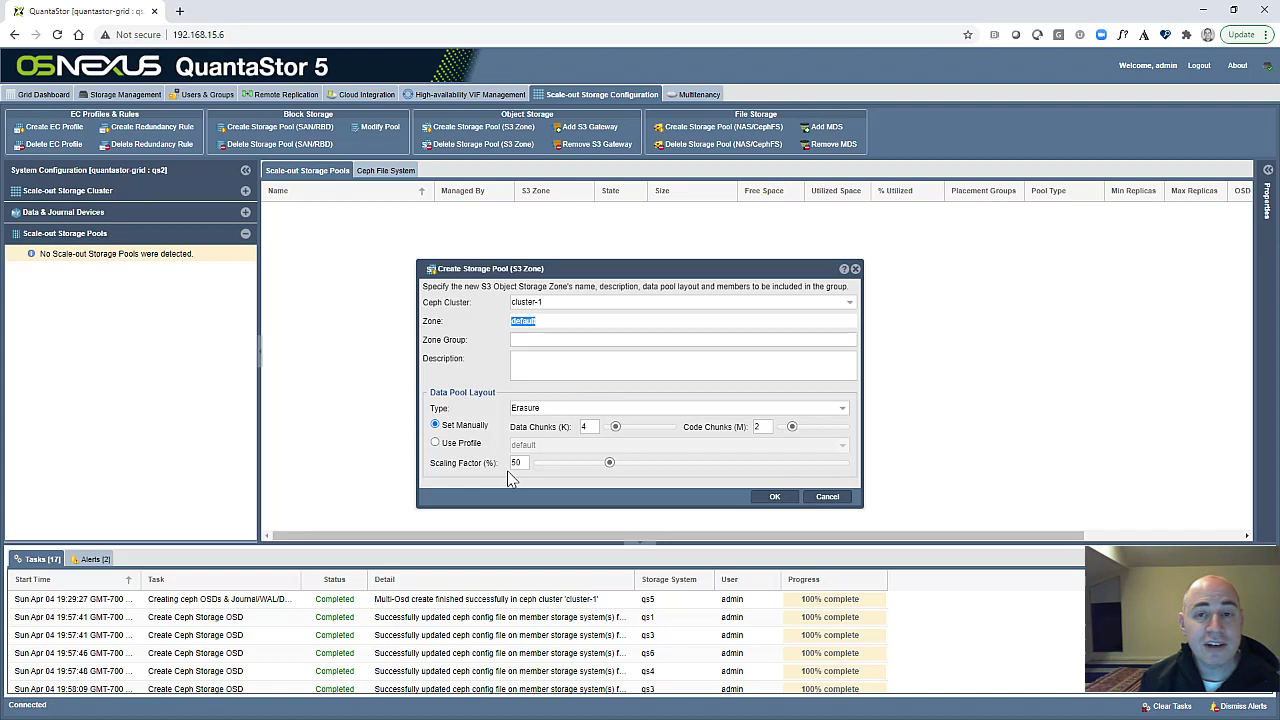 QuantaStor [quantastor-grid : qs
Not secure
192.168.15.6
Update
OSNEXUS QuantaStor 5
Welcome, admin
Logout
About
Grid Dashboard
Storage Management
Users & Groups
Remote Replication
Cloud Integration
High-availability VIF Management
Scale-out Storage Configuration
Multitenancy
EC Profiles & Rules
Block Storage
Object Storage
File Storage
Create EC Profile
Create Redundancy Rule
Create Storage Pool (SAN/RBD)
Modify Pool
Create Storage Pool (S3 Zone)
Add S3 Gateway
Create Storage Pool (NAS/CephFS)
Add MDS
Delete EC Profile
Delete Redundancy Rule
Delete Storage Pool (SAN/RBD)
Delete Storage Pool (S3 Zone)
Remove S3 Gateway
Delete Storage Pool (NAS/CephFS)
Remove MDS
System Configuration [quantastor-grid : qs2]
Scale-out Storage Cluster
Data & Journal Devices
Scale-out Storage Pools
No Scale-out Storage Pools were detected.
Scale-out Storage Pools
Ceph File System
Name
Managed By
S3 Zone
State
Size
Free Space
Utilized Space
% Utilized
Placement Groups
Pool Type
Min Replicas
Max Replicas
OSD
Properties
Create Storage Pool (S3 Zone)
Specify the new S3 Object Storage Zone's name, description, data pool layout and members to be included in the group.
Ceph Cluster: cluster-1
Zone: default
Zone Group:
Description:
Data Pool Layout
Type: Erasure
Set Manually
Data Chunks (K): 4
Code Chunks (M): 2
Use Profile
default
Scaling Factor (%): 50
OK
Cancel
Tasks [17]
Alerts [2]
Start Time
Task
Status
Detail
Storage System
User
Progress
Sun Apr 04 19:29:27 GMT-700 ... Creating ceph OSDs & Journal/WAL/D... Completed Multi-Osd create finished successfully in ceph cluster 'cluster-1' qs5 admin 100% complete
Sun Apr 04 19:57:41 GMT-700 ... Create Ceph Storage OSD Completed Successfully updated ceph config file on member storage system(s) f... qs1 admin 100% complete
Sun Apr 04 19:57:41 GMT-700 ... Create Ceph Storage OSD Completed Successfully updated ceph config file on member storage system(s) f... qs3 admin 100% complete
Sun Apr 04 19:57:46 GMT-700 ... Create Ceph Storage OSD Completed Successfully updated ceph config file on member storage system(s) f... qs6 admin 100% complete
Sun Apr 04 19:57:48 GMT-700 ... Create Ceph Storage OSD Completed Successfully updated ceph config file on member storage system(s) f... qs4 admin 100% complete
Sun Apr 04 19:58:09 GMT-700 ... Create Ceph Storage OSD Completed Successfully updated ceph config file on member storage system(s) f... qs3 admin 100% complete
Connected
Clear Tasks
Dismiss Alerts